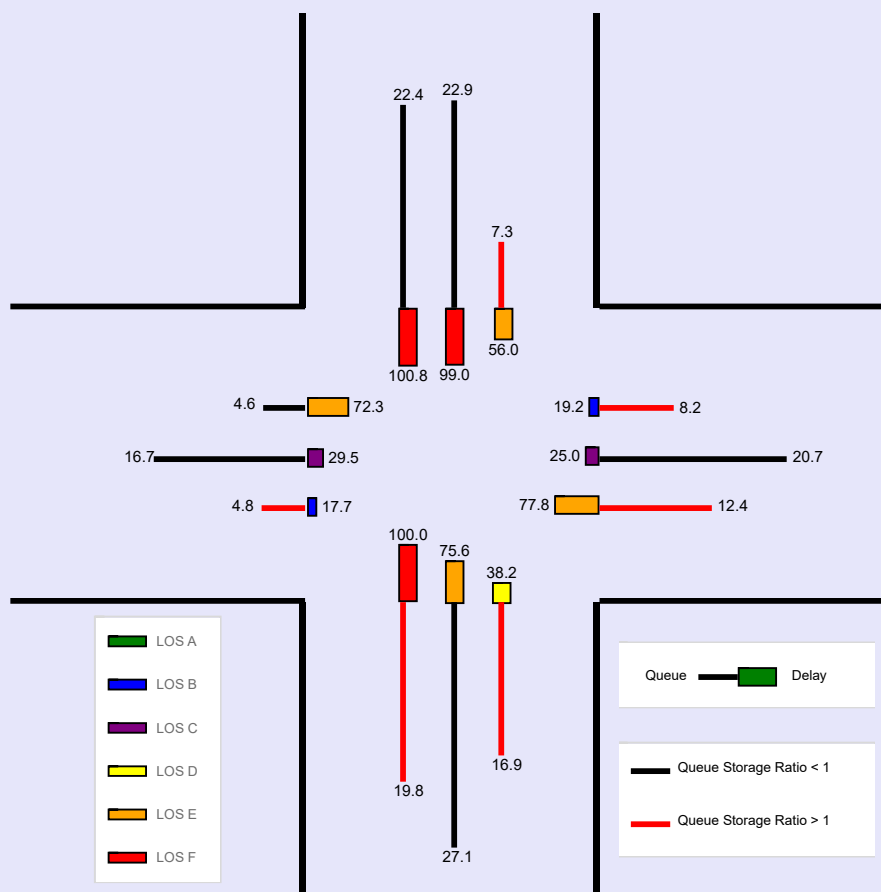 22.4
22.9
7.3
100.8
99.0
56.0
4.6
72.3
19.2
8.2
16.7
29.5
25.0
20.7
4.8
17.7
77.8
12.4
100.0
75.6
38.2
19.8
27.1
16.9
LOS A
LOS B
LOS C
LOS D
LOS E
LOS F
Queue
Delay
Queue Storage Ratio < 1
Queue Storage Ratio > 1